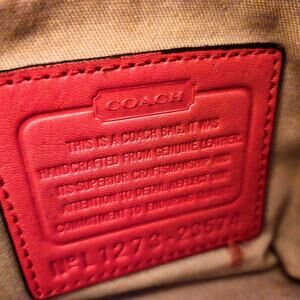 COACH
THIS IS A COACH BAG. IT WAS
HANDCRAFTED FROM GENUINE LEATHER.
ITS SUPERIOR CRAFTSMANSHIP AND
ATTENTION TO DETAIL REFLECT OUR
COMMITMENT TO ENDURING
Nº L1273-23574